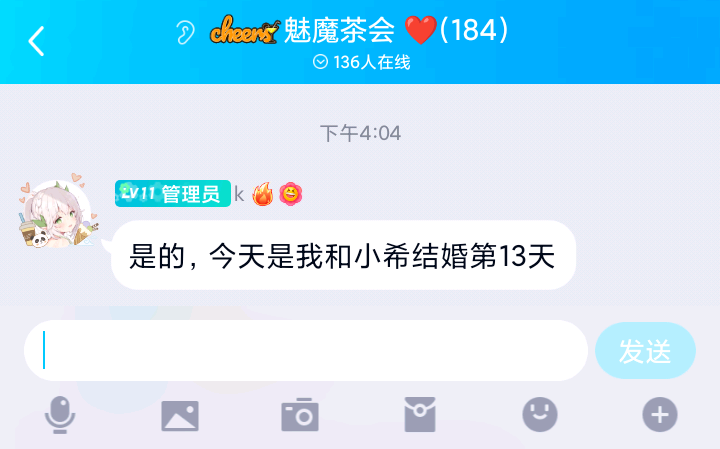 cheers 魅魔茶会 ❤️(184)
136人在线
下午4:04
LV11 管理员 k 🔥
是的，今天是我和小希结婚第13天
发送